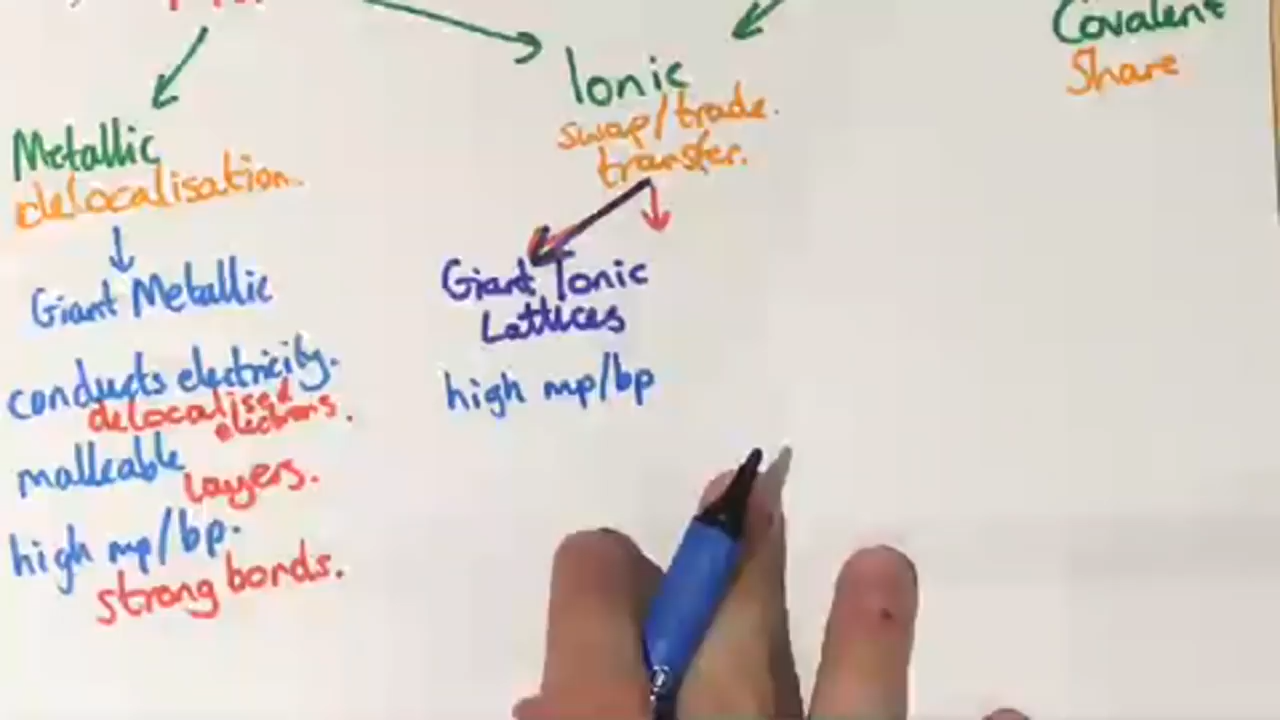 Metallic
delocalisation.
Giant Metallic
conducts electricity.
delocalised
electrons.
malleable
layers.
high mp/bp.
strong bonds.
Ionic
swap/trade.
transfer.
Giant Ionic
Lattices
high mp/bp
Covalent
Share